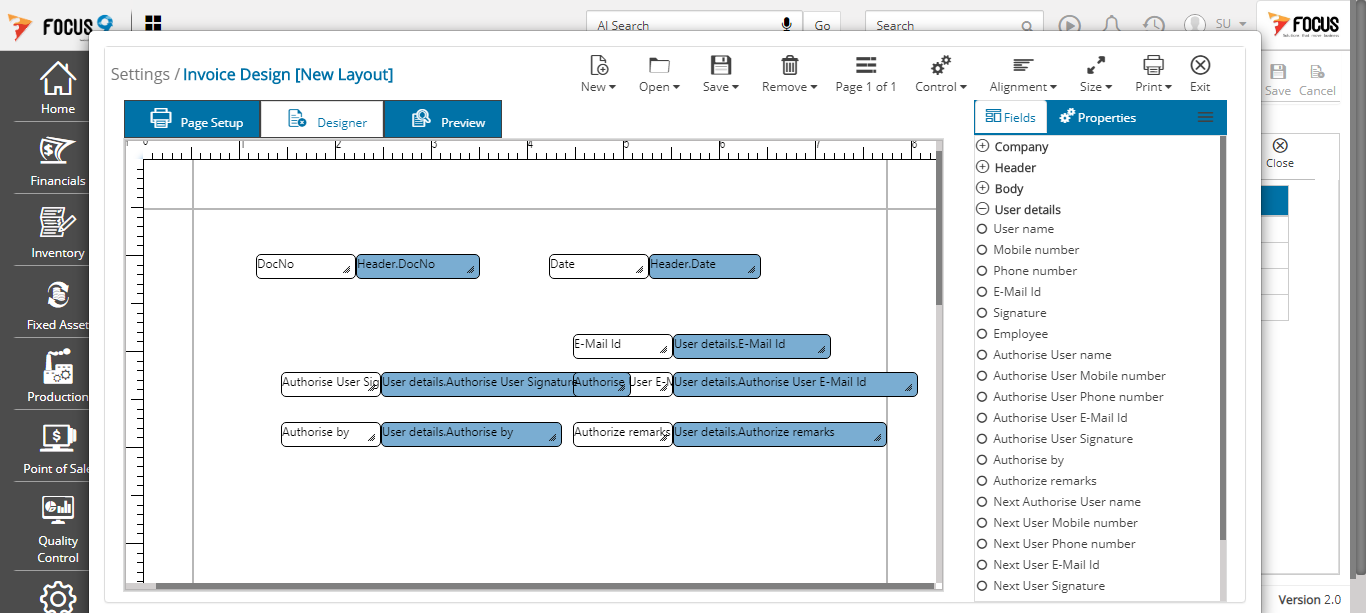 FOCUS 9
AI Search
Go
Search
SU
FOCUS
Settings / Invoice Design [New Layout]
New
Open
Save
Remove
Page 1 of 1
Control
Alignment
Size
Print
Exit
Save
Cancel
Close
Home
Financials
Inventory
Fixed Asset
Production
Point of Sale
Quality
Control
Page Setup
Designer
Preview
0 1 2 3 4 5 6 7 8
DocNo
Header.DocNo
Date
Header.Date
E-Mail Id
User details.E-Mail Id
Authorise User Sig
User details.Authorise User Signature
Authorise User E-M
User details.Authorise User E-Mail Id
Authorise by
User details.Authorise by
Authorize remarks
User details.Authorize remarks
Fields
Properties
Company
Header
Body
User details
User name
Mobile number
Phone number
E-Mail Id
Signature
Employee
Authorise User name
Authorise User Mobile number
Authorise User Phone number
Authorise User E-Mail Id
Authorise User Signature
Authorise by
Authorize remarks
Next Authorise User name
Next User Mobile number
Next User Phone number
Next User E-Mail Id
Next User Signature
Version 2.0